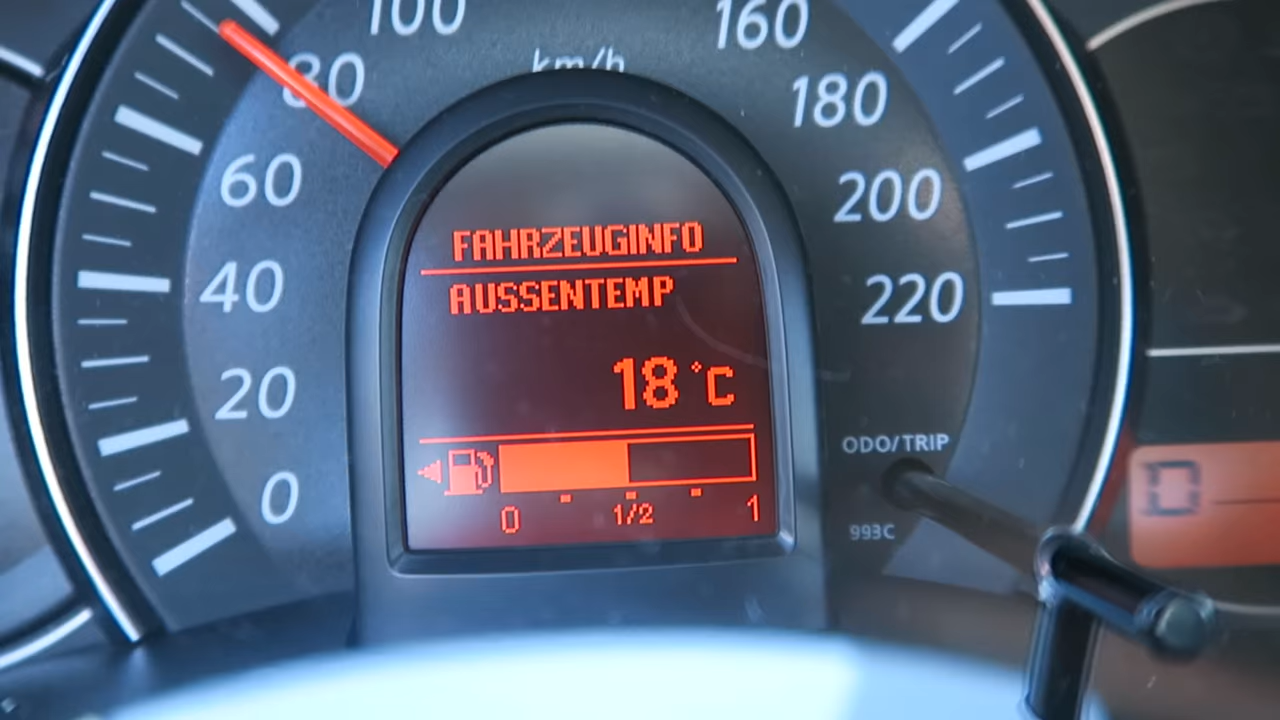 100
160
80
km/h
180
60
200
40
220
20
0
FAHRZEUGINFO
AUSSENTEMP
18 °C
0 1/2 1
ODO/TRIP
993C
D